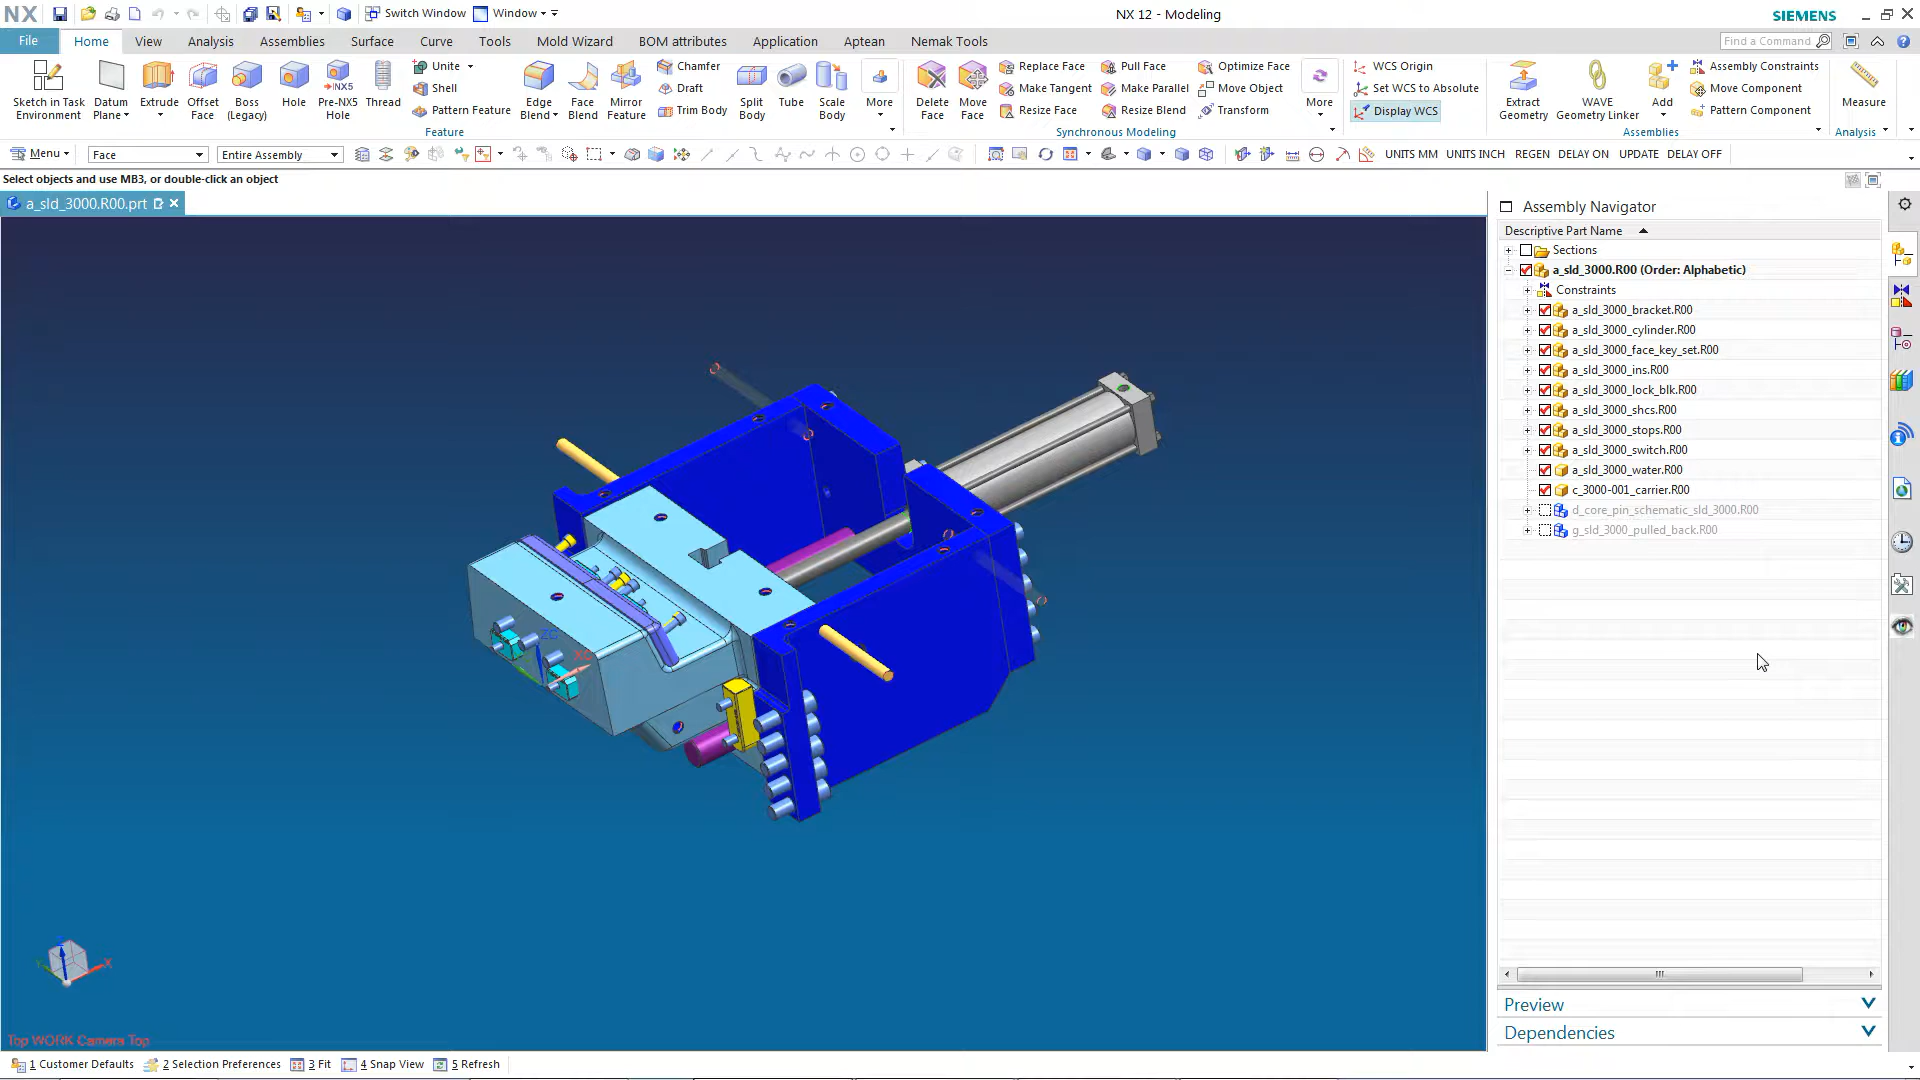 NX Switch Window Window NX 12 - Modeling SIEMENS
File Home View Analysis Assemblies Surface Curve Tools Mold Wizard BOM attributes Application Aptean Nemak Tools Find a Command
Sketch in Task Environment
Datum Plane
Extrude
Offset Face
Boss (Legacy)
Hole
Pre-NX5 Hole
Thread
Unite
Shell
Pattern Feature
Edge Blend
Face Blend
Mirror Feature
Chamfer
Draft
Trim Body
Split Body
Tube
Scale Body
More
Feature
Delete Face
Move Face
Replace Face
Make Tangent
Resize Face
Pull Face
Make Parallel
Resize Blend
Optimize Face
Move Object
Transform
More
Synchronous Modeling
WCS Origin
Set WCS to Absolute
Display WCS
Extract Geometry
WAVE Geometry Linker
Add
Assembly Constraints
Move Component
Pattern Component
Assemblies
Measure
Analysis
Menu Face Entire Assembly UNITS MM UNITS INCH REGEN DELAY ON UPDATE DELAY OFF
Select objects and use MB3, or double-click an object
a_sld_3000.R00.prt
Assembly Navigator
Descriptive Part Name
Sections
a_sld_3000.R00 (Order: Alphabetic)
Constraints
a_sld_3000_bracket.R00
a_sld_3000_cylinder.R00
a_sld_3000_face_key_set.R00
a_sld_3000_ins.R00
a_sld_3000_lock_blk.R00
a_sld_3000_shcs.R00
a_sld_3000_stops.R00
a_sld_3000_switch.R00
a_sld_3000_water.R00
c_3000-001_carrier.R00
d_core_pin_schematic_sld_3000.R00
g_sld_3000_pulled_back.R00
ZC
XC
X
Top WORK Camera Top
Preview
Dependencies
1 Customer Defaults 2 Selection Preferences 3 Fit 4 Snap View 5 Refresh